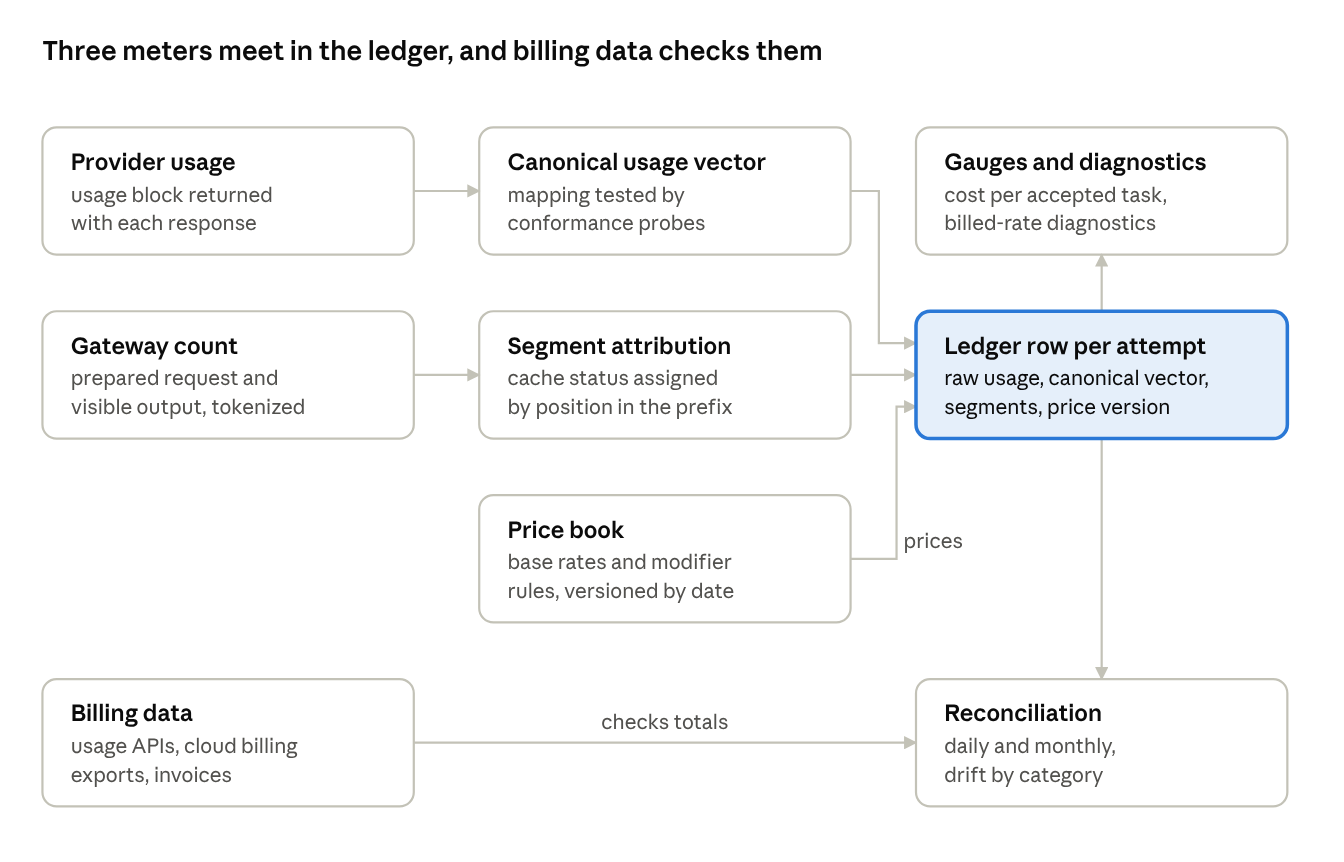 Three meters meet in the ledger, and billing data checks them
Provider usage
usage block returned
with each response
Canonical usage vector
mapping tested by
conformance probes
Gauges and diagnostics
cost per accepted task,
billed-rate diagnostics
Gateway count
prepared request and
visible output, tokenized
Segment attribution
cache status assigned
by position in the prefix
Ledger row per attempt
raw usage, canonical vector,
segments, price version
Price book
base rates and modifier
rules, versioned by date
prices
Billing data
usage APIs, cloud billing
exports, invoices
checks totals
Reconciliation
daily and monthly,
drift by category